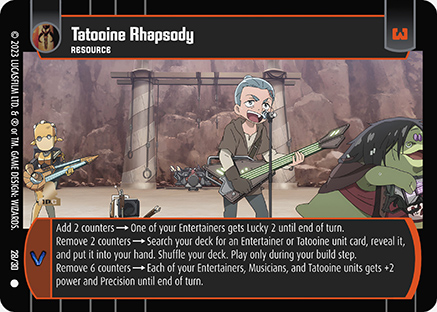 Tatooine Rhapsody
RESOURCE
© 2023 LUCASFILM LTD. & ® or TM. GAME DESIGN: WIZARDS.
Add 2 counters → One of your Entertainers gets Lucky 2 until end of turn.
Remove 2 counters → Search your deck for an Entertainer or Tatooine unit card, reveal it,
and put it into your hand. Shuffle your deck. Play only during your build step.
Remove 6 counters → Each of your Entertainers, Musicians, and Tatooine units gets +2
power and Precision until end of turn.